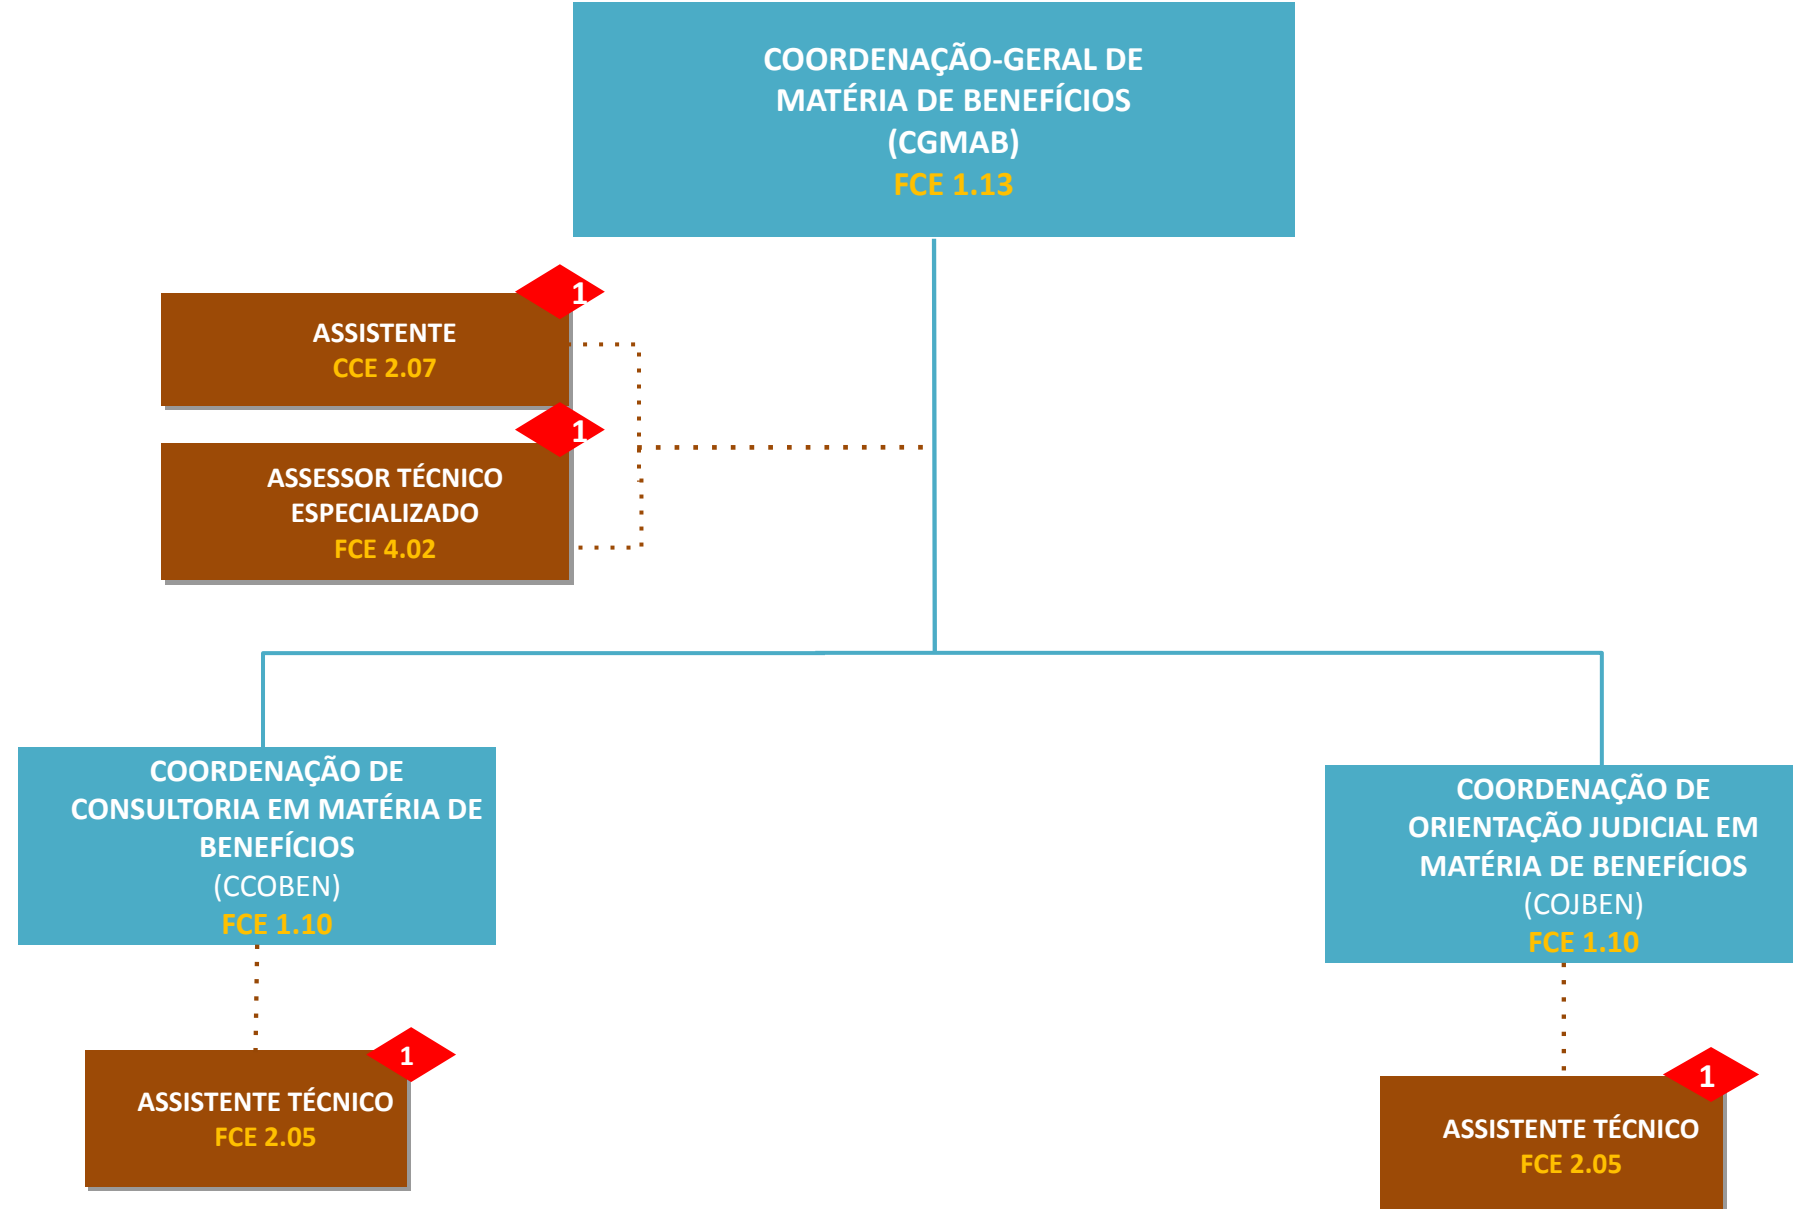 COORDENAÇÃO-GERAL DE
MATÉRIA DE BENEFÍCIOS
(CGMAB)
FCE 1.13
1
ASSISTENTE
CCE 2.07
1
ASSESSOR TÉCNICO
ESPECIALIZADO
FCE 4.02
COORDENAÇÃO DE
CONSULTORIA EM MATÉRIA DE
BENEFÍCIOS
(CCOBEN)
FCE 1.10
COORDENAÇÃO DE
ORIENTAÇÃO JUDICIAL EM
MATÉRIA DE BENEFÍCIOS
(COJBEN)
FCE 1.10
1
ASSISTENTE TÉCNICO
FCE 2.05
1
ASSISTENTE TÉCNICO
FCE 2.05